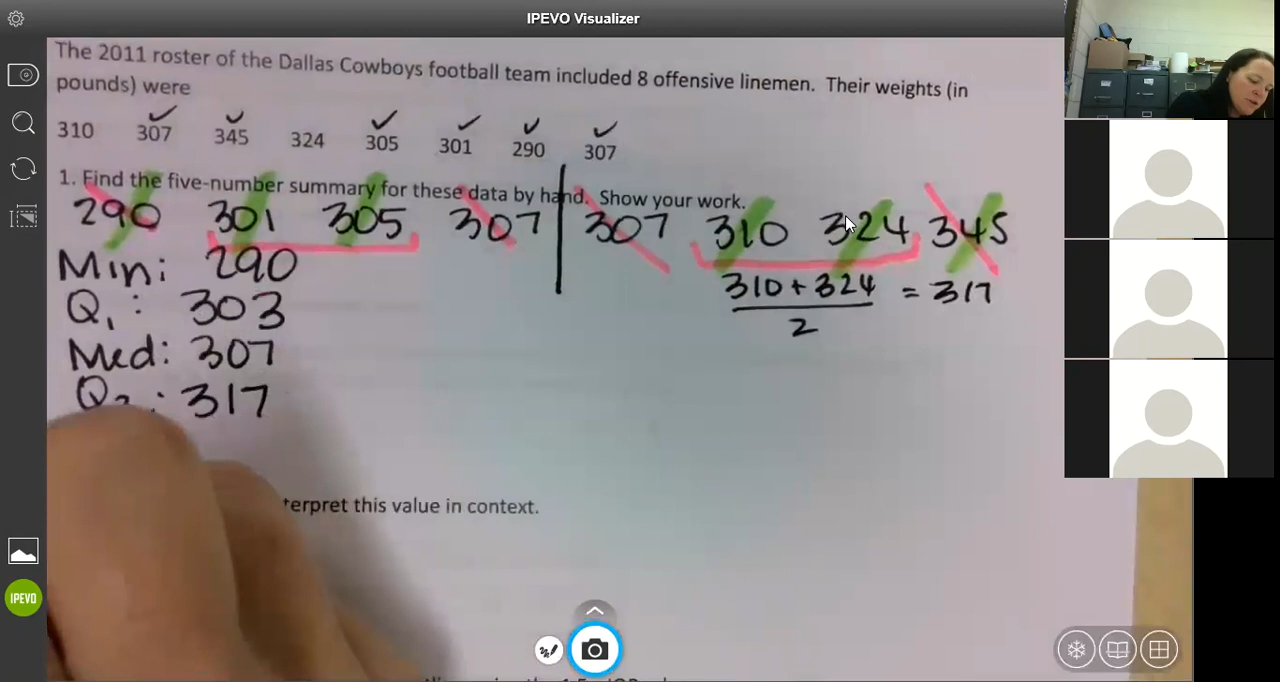 IPEVO Visualizer
The 2011 roster of the Dallas Cowboys football team included 8 offensive linemen. Their weights (in
pounds) were
310 307 345 324 305 301 290 307
1. Find the five-number summary for these data by hand. Show your work.
290 301 305 307 307 310 324 345
Min: 290
310 + 324 = 317
2
Q1: 303
Med: 307
: 317
terpret this value in context.
IPEVO